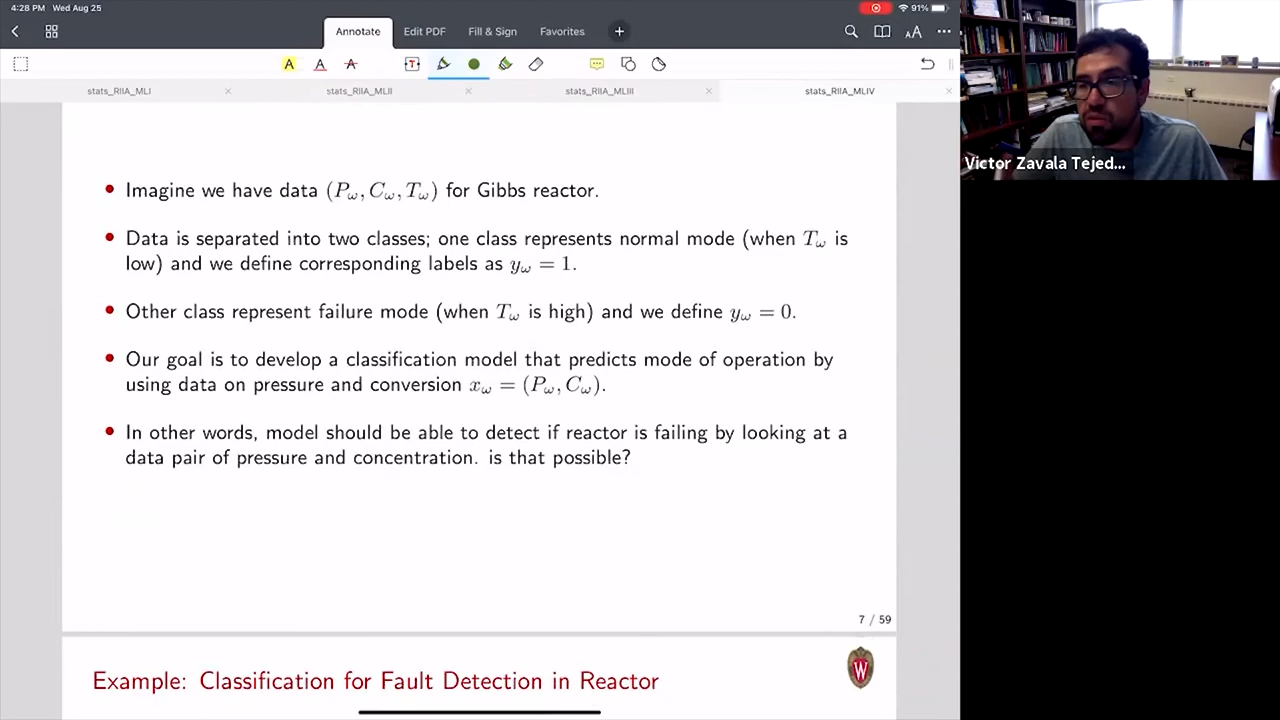 4:28 PM Wed Aug 25
91%
Annotate Edit PDF Fill & Sign Favorites
AA
A A A T
stats_RIIA_MLI stats_RIIA_MLII stats_RIIA_MLIII stats_RIIA_MLIV
Victor Zavala Tejed...
• Imagine we have data (Pω, Cω, Tω) for Gibbs reactor.
• Data is separated into two classes; one class represents normal mode (when Tω is
low) and we define corresponding labels as yω = 1.
• Other class represent failure mode (when Tω is high) and we define yω = 0.
• Our goal is to develop a classification model that predicts mode of operation by
using data on pressure and conversion xω = (Pω, Cω).
• In other words, model should be able to detect if reactor is failing by looking at a
data pair of pressure and concentration. is that possible?
7 / 59
W
Example: Classification for Fault Detection in Reactor